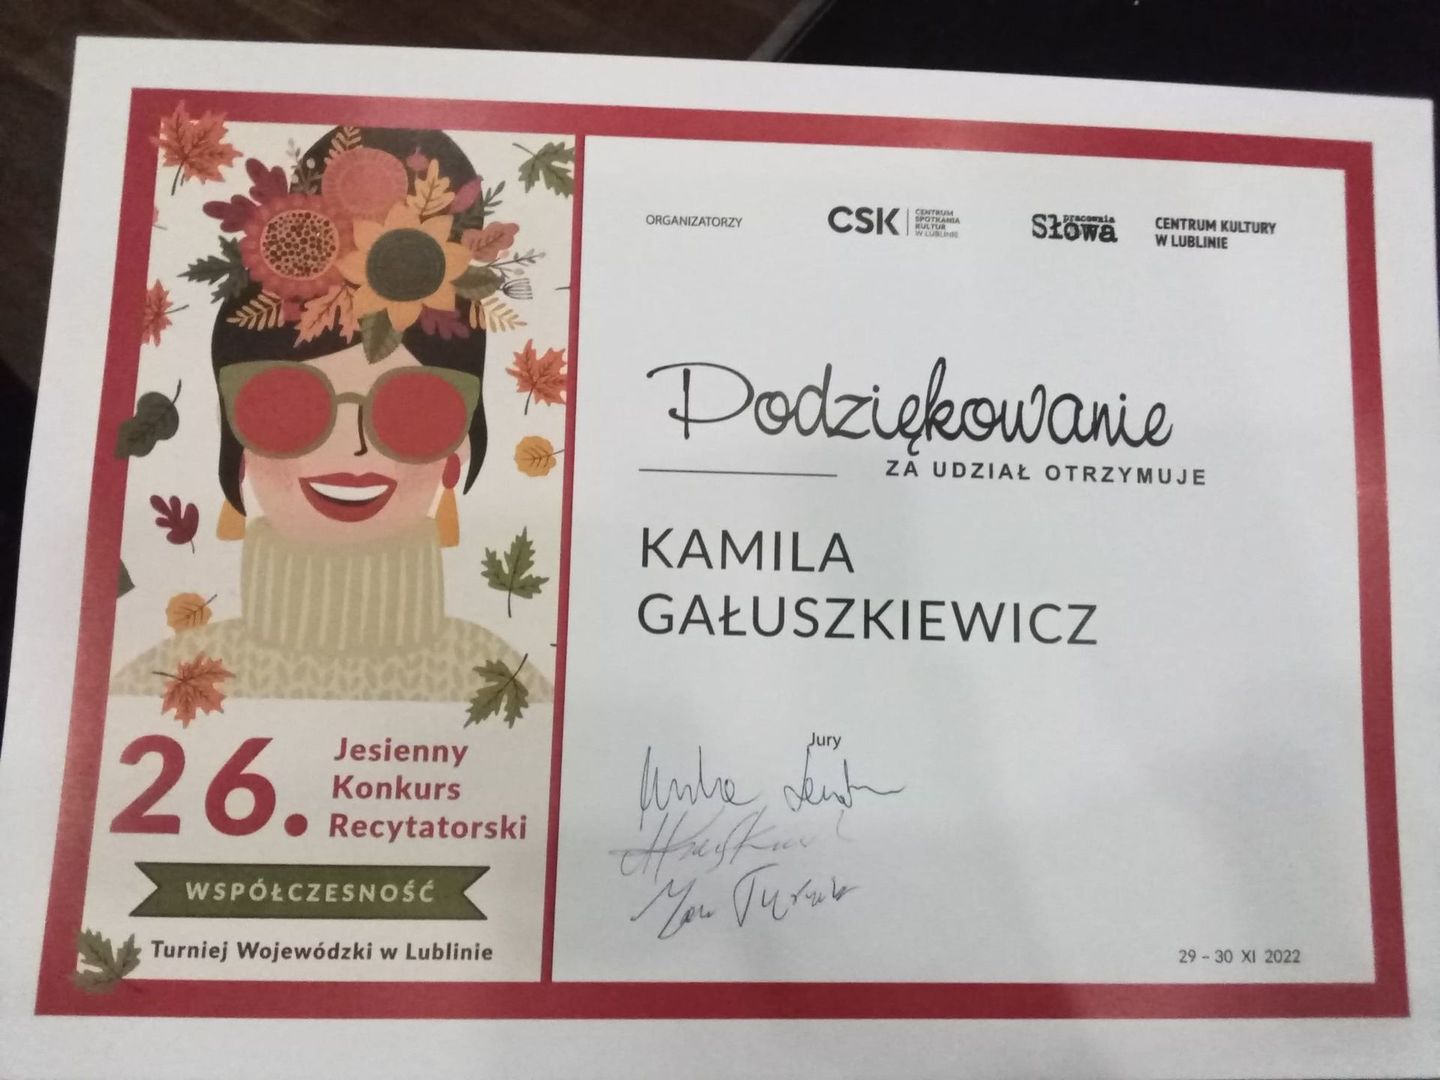 ORGANIZATORZY
CSK
CENTRUM
SPOTKANIA
KULTUR
W LUBLINIE
pracownia
Słowa
CENTRUM KULTURY
W LUBLINIE
Podziękowanie
ZA UDZIAŁ OTRZYMUJE
KAMILA
GAŁUSZKIEWICZ
Jury
29 – 30 XI 2022
26.
Jesienny
Konkurs
Recytatorski
WSPÓŁCZESNOŚĆ
Turniej Wojewódzki w Lublinie